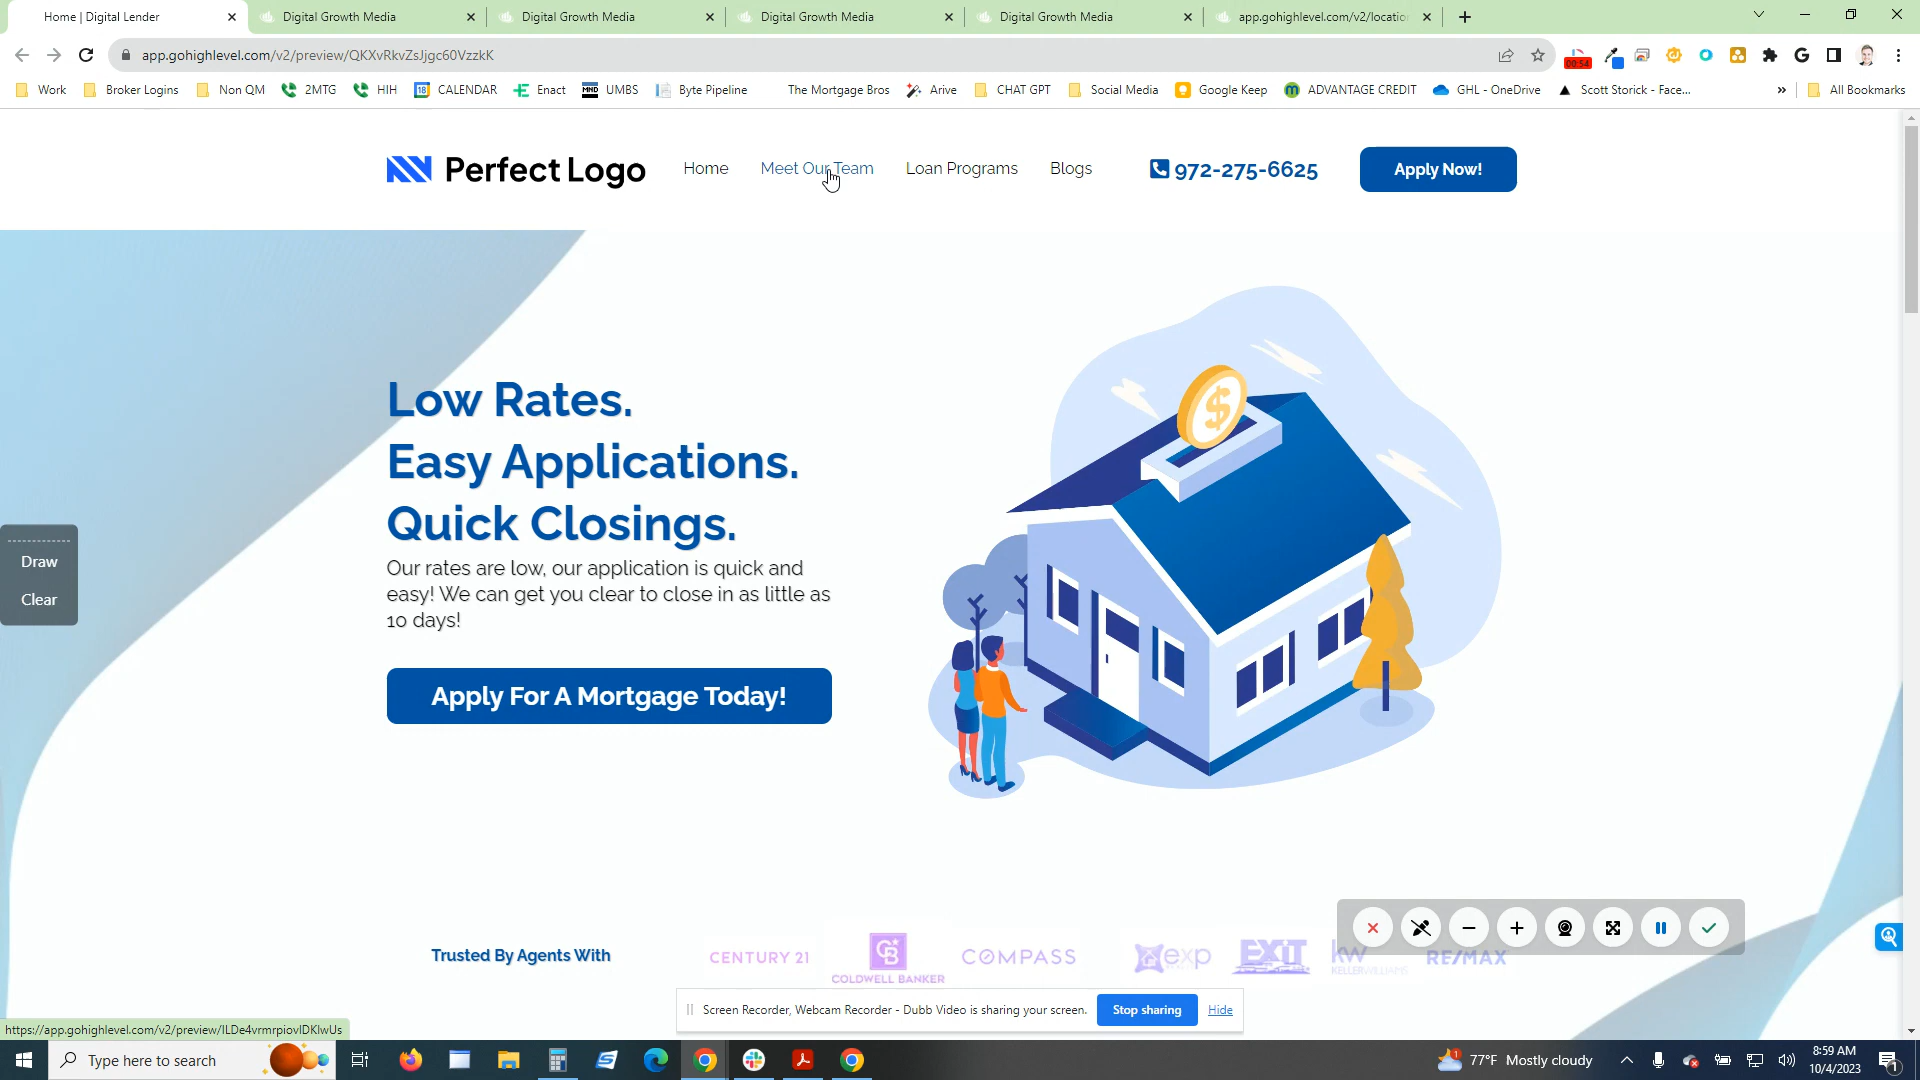 Home | Digital Lender
Digital Growth Media
Digital Growth Media
Digital Growth Media
Digital Growth Media
app.gohighlevel.com/v2/locatio
app.gohighlevel.com/v2/preview/QKXvRkvZsJjgc60VzzkK
00:54
Work
Broker Logins
Non QM
2MTG
HIH
18
CALENDAR
Enact
MND
UMBS
Byte Pipeline
The Mortgage Bros
Arive
CHAT GPT
Social Media
Google Keep
ADVANTAGE CREDIT
GHL - OneDrive
Scott Storick - Face...
»
All Bookmarks
Perfect Logo
Home
Meet Our Team
Loan Programs
Blogs
972-275-6625
Apply Now!
Low Rates.
Easy Applications.
Quick Closings.
Our rates are low, our application is quick and
easy! We can get you clear to close in as little as
10 days!
Apply For A Mortgage Today!
$
Draw
Clear
Trusted By Agents With
CENTURY 21
CB
COLDWELL BANKER
COMPASS
exp
EXIT
kw
KELLERWILLIAMS
RE/MAX
Screen Recorder, Webcam Recorder - Dubb Video is sharing your screen.
Stop sharing
Hide
https://app.gohighlevel.com/v2/preview/ILDe4vrmrpiovIDKlwUs
Type here to search
77°F Mostly cloudy
8:59 AM
10/4/2023